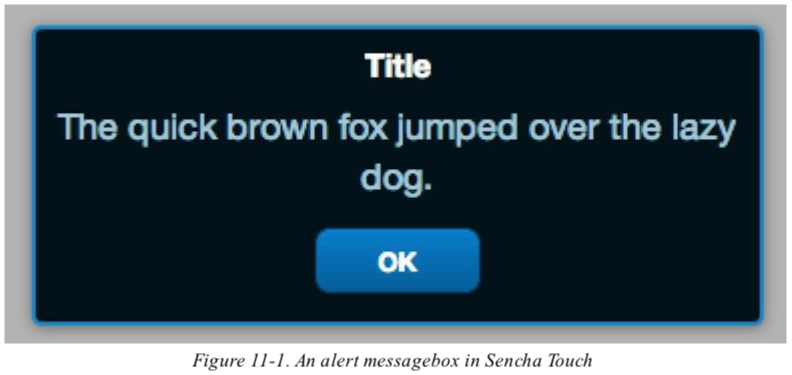 Title
The quick brown fox jumped over the lazy
dog.
OK
Figure 11-1. An alert messagebox in Sencha Touch